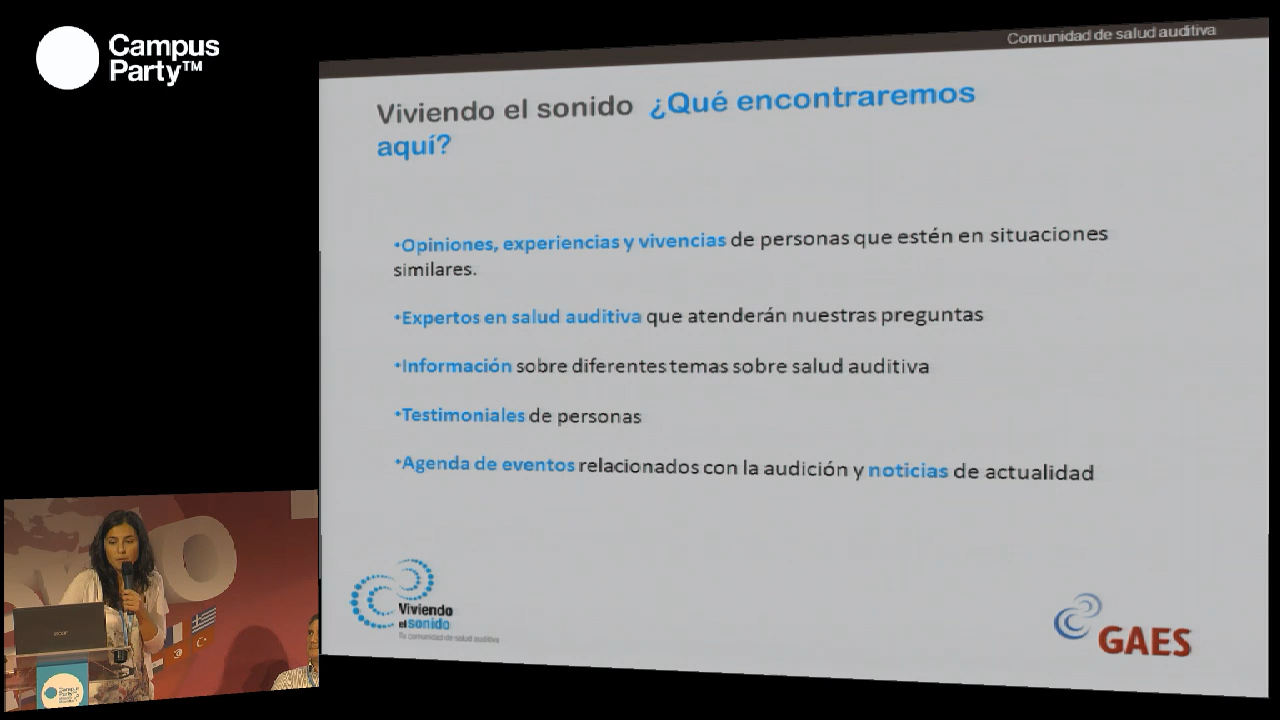 Campus
Party™
Comunidad de salud auditiva
Viviendo el sonido ¿Qué encontraremos
aquí?
•Opiniones, experiencias y vivencias de personas que estén en situaciones
similares.
•Expertos en salud auditiva que atenderán nuestras preguntas
•Información sobre diferentes temas sobre salud auditiva
•Testimoniales de personas
•Agenda de eventos relacionados con la audición y noticias de actualidad
Viviendo
el sonido
Tu comunidad de salud auditiva
GAES
acer
Campus
Party